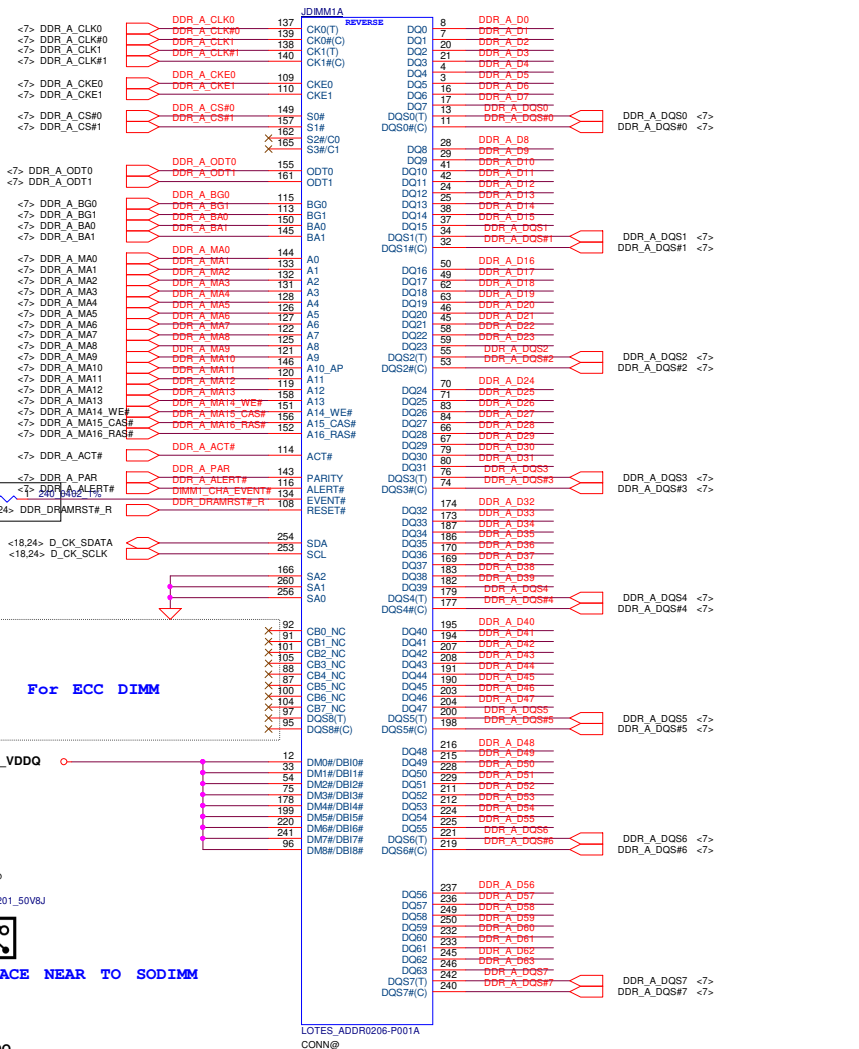 JDIMM1A
REVERSE
<7> DDR_A_CLK0 DDR_A_CLK0 137 CK0(T)
<7> DDR_A_CLK#0 DDR_A_CLK#0 139 CK0#(C)
<7> DDR_A_CLK1 DDR_A_CLK1 138 CK1(T)
<7> DDR_A_CLK#1 DDR_A_CLK#1 140 CK1#(C)
<7> DDR_A_CKE0 DDR_A_CKE0 109 CKE0
<7> DDR_A_CKE1 DDR_A_CKE1 110 CKE1
<7> DDR_A_CS#0 DDR_A_CS#0 149 S0#
<7> DDR_A_CS#1 DDR_A_CS#1 157 S1#
162 S2#/C0
165 S3#/C1
<7> DDR_A_ODT0 DDR_A_ODT0 155 ODT0
<7> DDR_A_ODT1 DDR_A_ODT1 161 ODT1
<7> DDR_A_BG0 DDR_A_BG0 115 BG0
<7> DDR_A_BG1 DDR_A_BG1 113 BG1
<7> DDR_A_BA0 DDR_A_BA0 150 BA0
<7> DDR_A_BA1 DDR_A_BA1 145 BA1
<7> DDR_A_MA0 DDR_A_MA0 144 A0
<7> DDR_A_MA1 DDR_A_MA1 133 A1
<7> DDR_A_MA2 DDR_A_MA2 132 A2
<7> DDR_A_MA3 DDR_A_MA3 131 A3
<7> DDR_A_MA4 DDR_A_MA4 128 A4
<7> DDR_A_MA5 DDR_A_MA5 126 A5
<7> DDR_A_MA6 DDR_A_MA6 127 A6
<7> DDR_A_MA7 DDR_A_MA7 122 A7
<7> DDR_A_MA8 DDR_A_MA8 125 A8
<7> DDR_A_MA9 DDR_A_MA9 121 A9
<7> DDR_A_MA10 DDR_A_MA10 146 A10_AP
<7> DDR_A_MA11 DDR_A_MA11 120 A11
<7> DDR_A_MA12 DDR_A_MA12 119 A12
<7> DDR_A_MA13 DDR_A_MA13 158 A13
<7> DDR_A_MA14_WE# DDR_A_MA14_WE# 151 A14_WE#
<7> DDR_A_MA15_CAS# DDR_A_MA15_CAS# 156 A15_CAS#
<7> DDR_A_MA16_RAS# DDR_A_MA16_RAS# 152 A16_RAS#
<7> DDR_A_ACT# DDR_A_ACT# 114 ACT#
<7> DDR_A_PAR DDR_A_PAR 143 PARITY
<7> DDR_A_ALERT# DDR_A_ALERT# 116 ALERT#
1 240_0402_1% DIMM1_CHA_EVENT# 134 EVENT#
24> DDR_DRAMRST#_R DDR_DRAMRST#_R 108 RESET#
<18,24> D_CK_SDATA 254 SDA
<18,24> D_CK_SCLK 253 SCL
166 SA2
260 SA1
256 SA0
92 CB0_NC
91 CB1_NC
101 CB2_NC
105 CB3_NC
88 CB4_NC
87 CB5_NC
100 CB6_NC
104 CB7_NC
97 DQS8(T)
95 DQS8#(C)
For ECC DIMM
_VDDQ
12 DM0#/DBI0#
33 DM1#/DBI1#
54 DM2#/DBI2#
75 DM3#/DBI3#
178 DM4#/DBI4#
199 DM5#/DBI5#
220 DM6#/DBI6#
241 DM7#/DBI7#
96 DM8#/DBI8#
201_50V8J
ACE NEAR TO SODIMM
DQ0 8 DDR_A_D0
DQ1 7 DDR_A_D1
DQ2 20 DDR_A_D2
DQ3 21 DDR_A_D3
DQ4 4 DDR_A_D4
DQ5 3 DDR_A_D5
DQ6 16 DDR_A_D6
DQ7 17 DDR_A_D7
DQS0(T) 13 DDR_A_DQS0 DDR_A_DQS0 <7>
DQS0#(C) 11 DDR_A_DQS#0 DDR_A_DQS#0 <7>
DQ8 28 DDR_A_D8
DQ9 29 DDR_A_D9
DQ10 41 DDR_A_D10
DQ11 42 DDR_A_D11
DQ12 24 DDR_A_D12
DQ13 25 DDR_A_D13
DQ14 38 DDR_A_D14
DQ15 37 DDR_A_D15
DQS1(T) 34 DDR_A_DQS1 DDR_A_DQS1 <7>
DQS1#(C) 32 DDR_A_DQS#1 DDR_A_DQS#1 <7>
DQ16 50 DDR_A_D16
DQ17 49 DDR_A_D17
DQ18 62 DDR_A_D18
DQ19 63 DDR_A_D19
DQ20 46 DDR_A_D20
DQ21 45 DDR_A_D21
DQ22 58 DDR_A_D22
DQ23 59 DDR_A_D23
DQS2(T) 55 DDR_A_DQS2 DDR_A_DQS2 <7>
DQS2#(C) 53 DDR_A_DQS#2 DDR_A_DQS#2 <7>
DQ24 70 DDR_A_D24
DQ25 71 DDR_A_D25
DQ26 83 DDR_A_D26
DQ27 84 DDR_A_D27
DQ28 66 DDR_A_D28
DQ29 67 DDR_A_D29
DQ30 79 DDR_A_D30
DQ31 80 DDR_A_D31
DQS3(T) 76 DDR_A_DQS3 DDR_A_DQS3 <7>
DQS3#(C) 74 DDR_A_DQS#3 DDR_A_DQS#3 <7>
DQ32 174 DDR_A_D32
DQ33 173 DDR_A_D33
DQ34 187 DDR_A_D34
DQ35 186 DDR_A_D35
DQ36 170 DDR_A_D36
DQ37 169 DDR_A_D37
DQ38 183 DDR_A_D38
DQ39 182 DDR_A_D39
DQS4(T) 179 DDR_A_DQS4 DDR_A_DQS4 <7>
DQS4#(C) 177 DDR_A_DQS#4 DDR_A_DQS#4 <7>
DQ40 195 DDR_A_D40
DQ41 194 DDR_A_D41
DQ42 207 DDR_A_D42
DQ43 208 DDR_A_D43
DQ44 191 DDR_A_D44
DQ45 190 DDR_A_D45
DQ46 203 DDR_A_D46
DQ47 204 DDR_A_D47
DQS5(T) 200 DDR_A_DQS5 DDR_A_DQS5 <7>
DQS5#(C) 198 DDR_A_DQS#5 DDR_A_DQS#5 <7>
DQ48 216 DDR_A_D48
DQ49 215 DDR_A_D49
DQ50 228 DDR_A_D50
DQ51 229 DDR_A_D51
DQ52 211 DDR_A_D52
DQ53 212 DDR_A_D53
DQ54 224 DDR_A_D54
DQ55 225 DDR_A_D55
DQS6(T) 221 DDR_A_DQS6 DDR_A_DQS6 <7>
DQS6#(C) 219 DDR_A_DQS#6 DDR_A_DQS#6 <7>
DQ56 237 DDR_A_D56
DQ57 236 DDR_A_D57
DQ58 249 DDR_A_D58
DQ59 250 DDR_A_D59
DQ60 232 DDR_A_D60
DQ61 233 DDR_A_D61
DQ62 245 DDR_A_D62
DQ63 246 DDR_A_D63
DQS7(T) 242 DDR_A_DQS7 DDR_A_DQS7 <7>
DQS7#(C) 240 DDR_A_DQS#7 DDR_A_DQS#7 <7>
LOTES_ADDR0206-P001A
CONN@